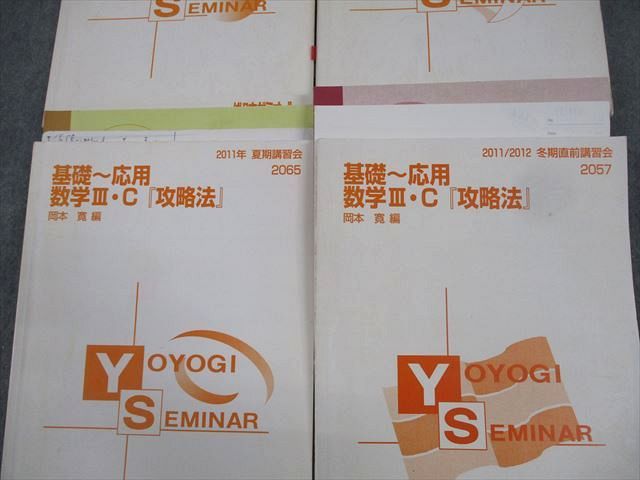 S EMINAR
S EMINAR
2011年 夏期講習会
2065
基礎～応用
数学Ⅲ・C『攻略法』
岡本 寛 編
YOYOGI
SEMINAR
2011/2012 冬期直前講習会
2057
基礎～応用
数学Ⅲ・C『攻略法』
岡本 寛 編
YOYOGI
SEMINAR